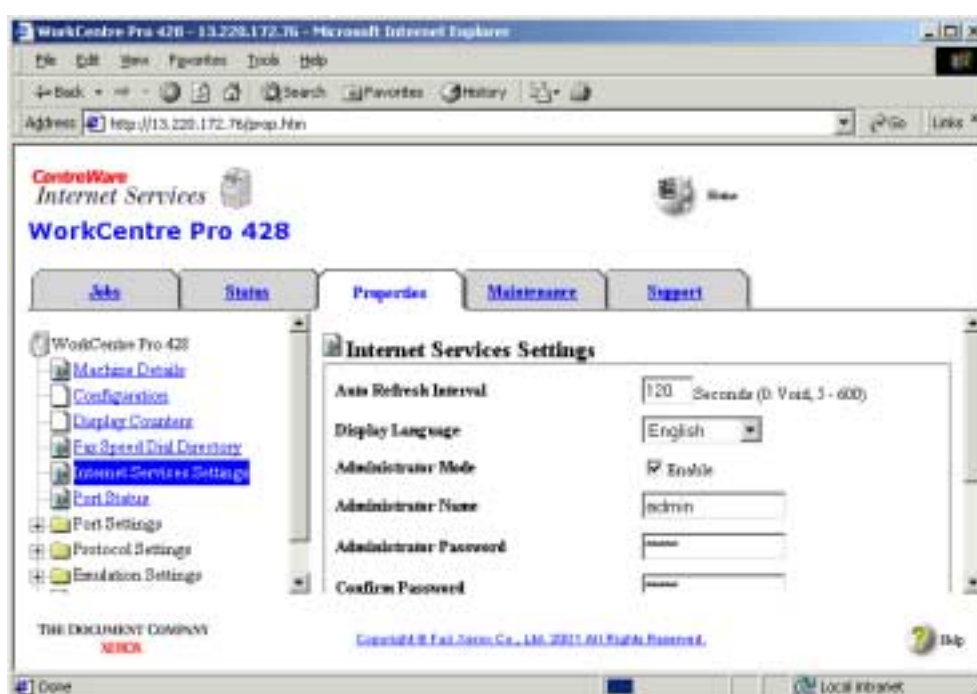 WorkCentre Pro 428 - 13.220.172.76 - Microsoft Internet Explorer
File Edit View Favorites Tools Help
Back Search Favorites History
Address http://13.220.172.76/prop.htm Go Links
CentreWare
Internet Services
Home
WorkCentre Pro 428
Jobs Status Properties Maintenance Support
WorkCentre Pro 428
Machine Details
Configuration
Display Counters
Fax Speed Dial Directory
Internet Services Settings
Port Status
Port Settings
Protocol Settings
Emulation Settings
Internet Services Settings
Auto Refresh Interval 120 Seconds (0: Void, 5 - 600)
Display Language English
Administrator Mode Enable
Administrator Name admin
Administrator Password
Confirm Password
THE DOCUMENT COMPANY
XEROX
Copyright © Fuji Xerox Co., Ltd. 2001 All Rights Reserved.
Help
Done
Local intranet